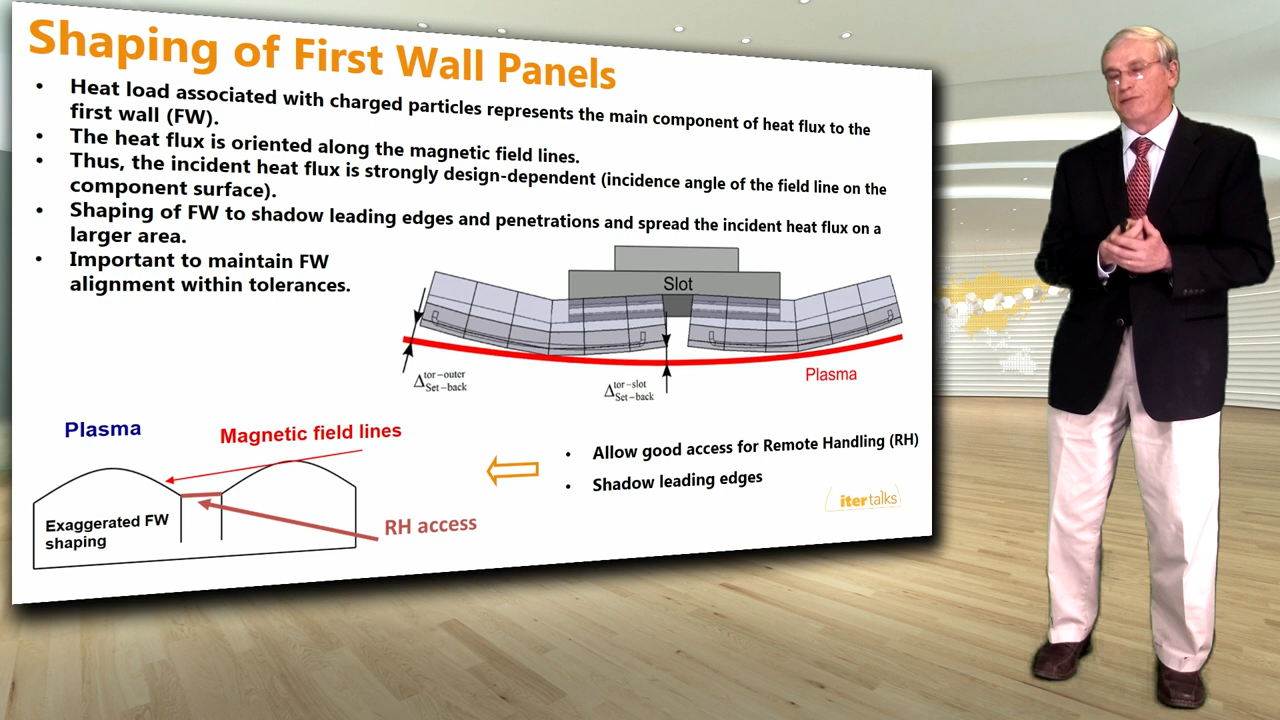 Shaping of First Wall Panels
• Heat load associated with charged particles represents the main component of heat flux to the
first wall (FW).
• The heat flux is oriented along the magnetic field lines.
• Thus, the incident heat flux is strongly design-dependent (incidence angle of the field line on the
component surface).
• Shaping of FW to shadow leading edges and penetrations and spread the incident heat flux on a
larger area.
• Important to maintain FW
alignment within tolerances.
Slot
Δ tor-outer
Set-back
Δ tor-slot
Set-back
Plasma
Plasma
Magnetic field lines
Exaggerated FW
shaping
RH access
• Allow good access for Remote Handling (RH)
• Shadow leading edges
iter talks